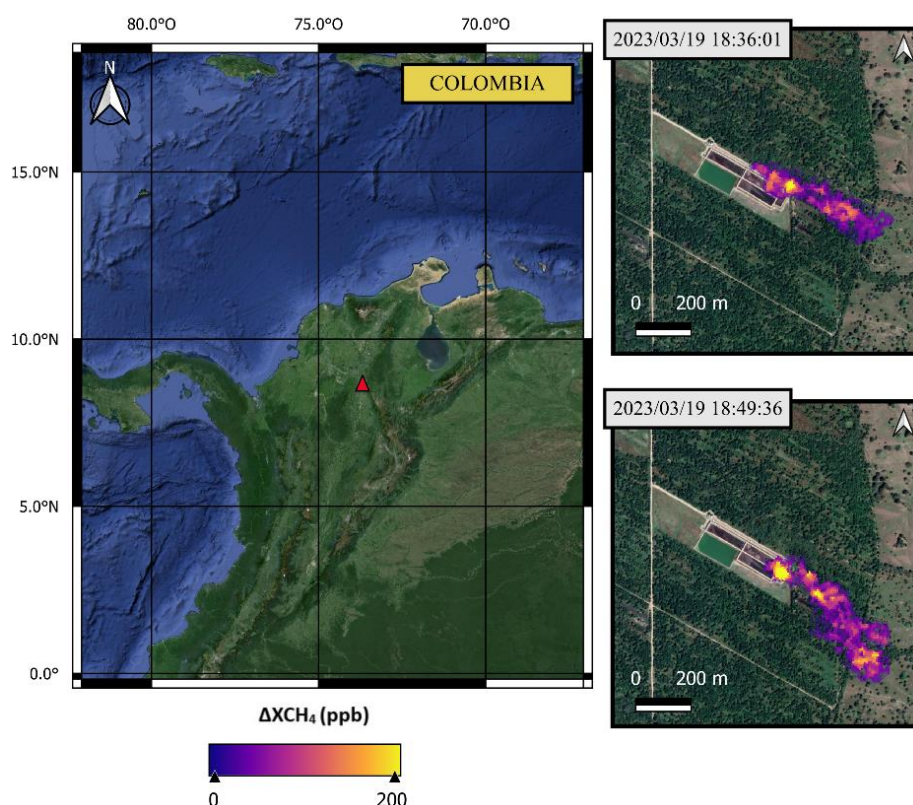 80.0°O 75.0°O 70.0°O
N
COLOMBIA
15.0°N
10.0°N
5.0°N
0.0°
2023/03/19 18:36:01
0 200 m
2023/03/19 18:49:36
0 200 m
ΔXCH₄ (ppb)
0 200